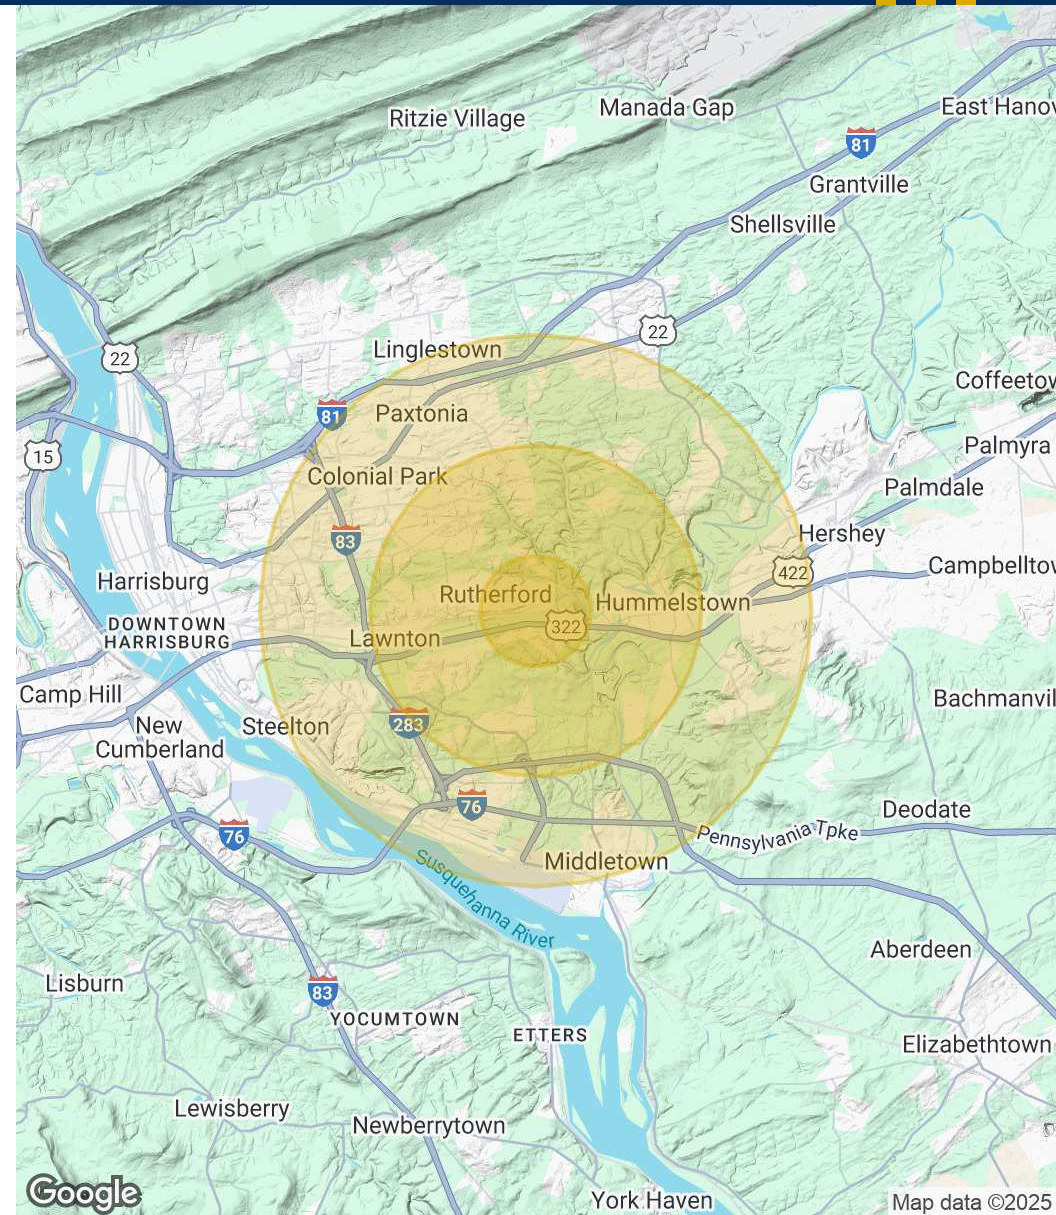 Ritzie Village
Manada Gap
East Hanov
81
Grantville
Shellsville
22
22
Linglestown
Coffeetow
81
Paxtonia
15
Palmyra
Colonial Park
Palmdale
83
Hershey
422
Campbelltow
Harrisburg
Rutherford
Hummelstown
DOWNTOWN
HARRISBURG
322
Lawnton
Camp Hill
Bachmanvil
New
Cumberland
Steelton
283
76
Deodate
76
Pennsylvania Tpke
Middletown
Susquehanna River
Aberdeen
Lisburn
83
YOCUMTOWN
ETTERS
Elizabethtown
Lewisberry
Newberrytown
York Haven
Google
Map data ©2025